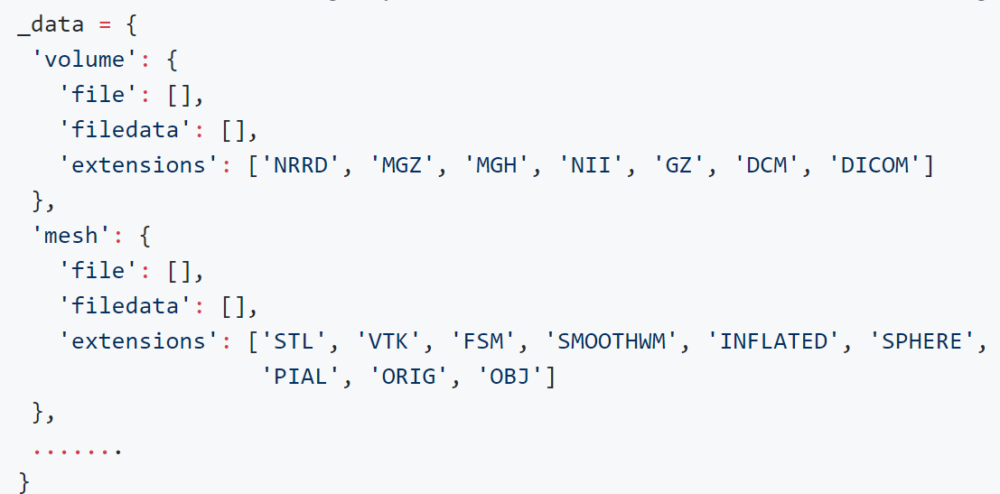 _data = {
 'volume': {
   'file': [],
   'filedata': [],
   'extensions': ['NRRD', 'MGZ', 'MGH', 'NII', 'GZ', 'DCM', 'DICOM']
 },
 'mesh': {
   'file': [],
   'filedata': [],
   'extensions': ['STL', 'VTK', 'FSM', 'SMOOTHWM', 'INFLATED', 'SPHERE',
                  'PIAL', 'ORIG', 'OBJ']
 },
 .......
}